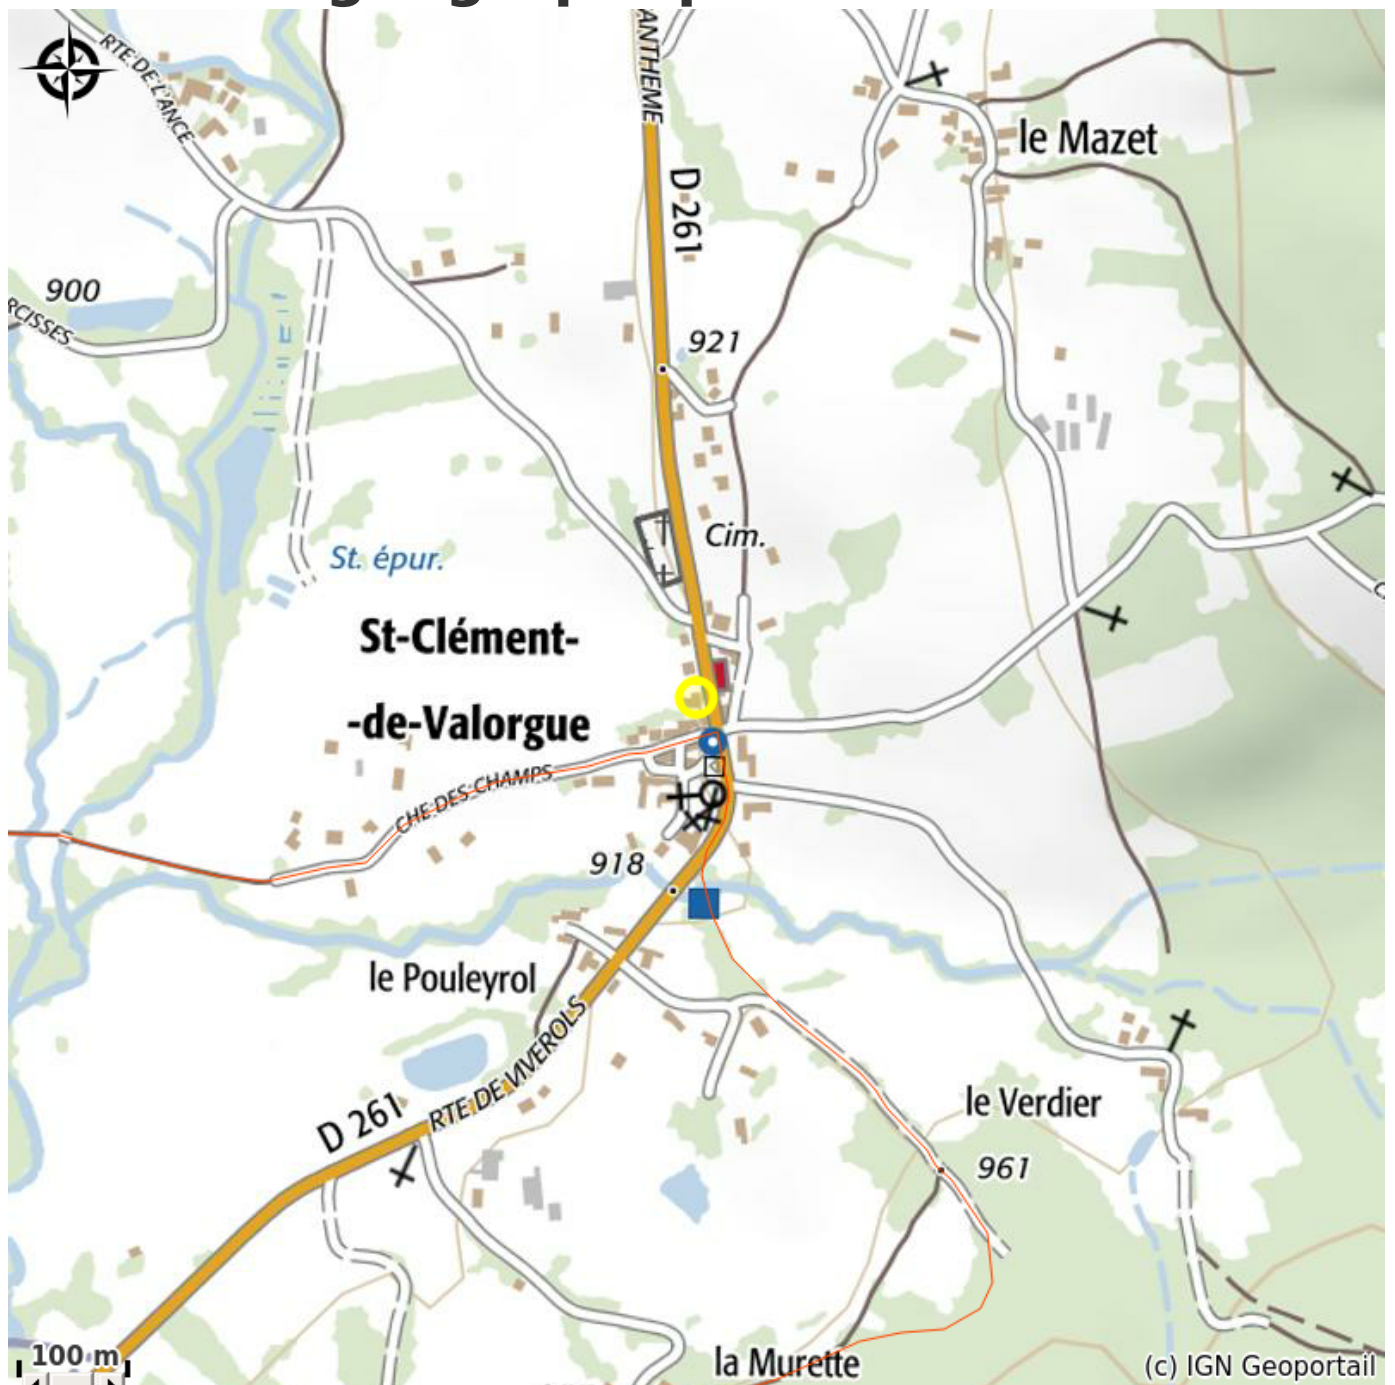 RTE DE L'ANCE
ANTHEME
le Mazet
D 261
900
RCISSES
921
Cim.
St. épur.
St-Clément-
-de-Valorgue
CHE DES CHAMPS
918
le Pouleyrol
RTE DE VIVEROLS
D 261
le Verdier
961
la Murette
100 m
(c) IGN Geoportail